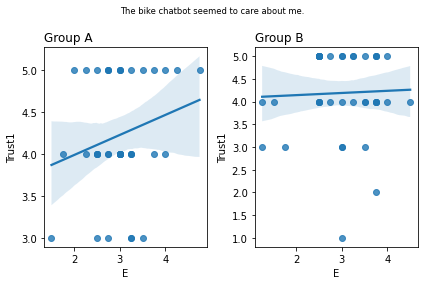 The bike chatbot seemed to care about me.
Group A
Group B
Trust1
5.0
4.5
4.0
3.5
3.0
2
3
4
E
Trust1
5.0
4.5
4.0
3.5
3.0
2.5
2.0
1.5
1.0
2
3
4
E